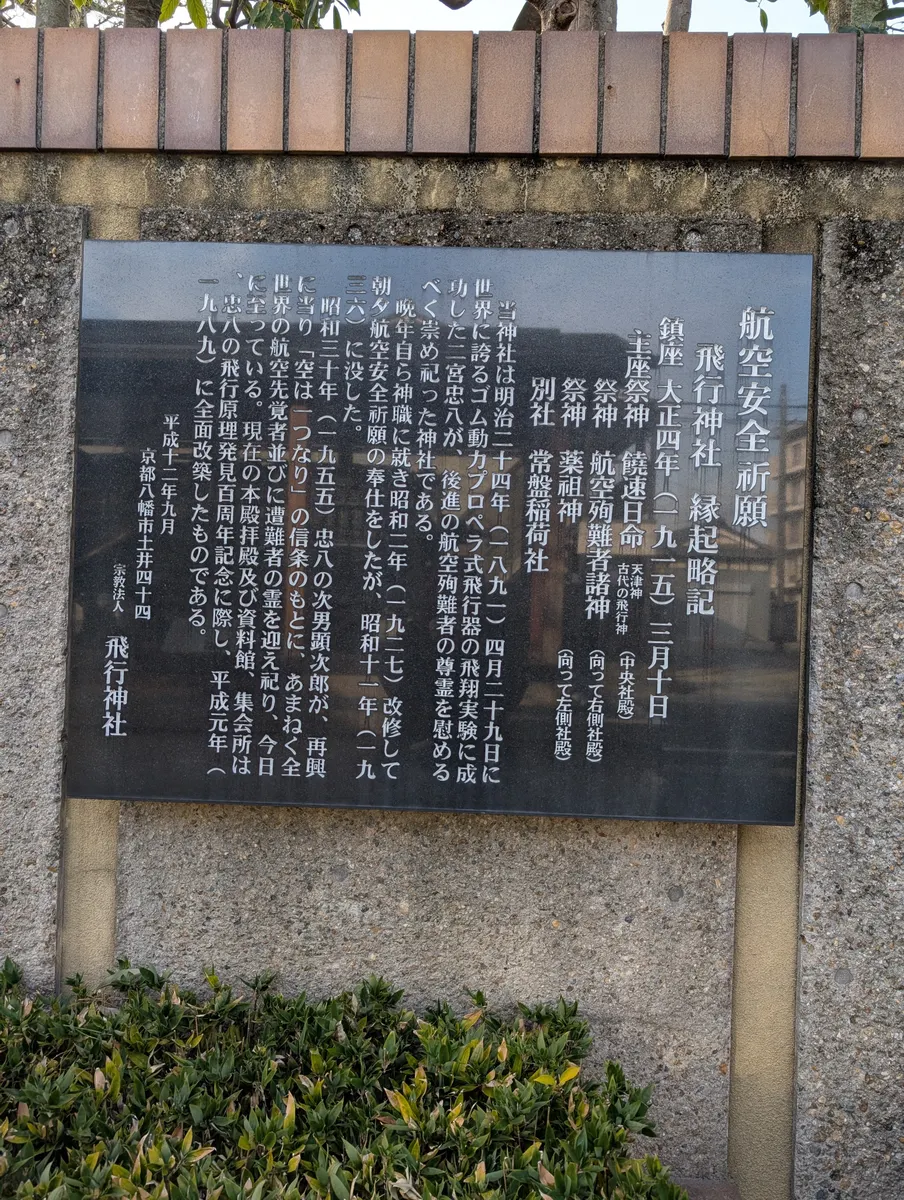 航空安全祈願
飛行神社 縁起略記
鎮座 大正四年(一九一五)三月十日
主座祭神 饒速日命 天津神 古代の飛行神 (中央社殿)
祭神 航空殉難者諸神 (向って右側社殿)
祭神 薬祖神 (向って左側社殿)
別社 常盤稲荷社
当神社は明治二十四年(一八九一)四月二十九日に
世界に誇るゴム動力プロペラ式飛行器の飛翔実験に成
功した二宮忠八が、後進の航空殉難者の尊霊を慰める
べく崇め祀った神社である。
晩年自ら神職に就き昭和二年(一九二七)改修して
朝夕航空安全祈願の奉仕をしたが、昭和十一年(一九
三六)に没した。
昭和三十年(一九五五)忠八の次男顕次郎が、再興
に当り「空は一つなり」の信条のもとに、あまねく全
世界の航空先覚者並びに遭難者の霊を迎え祀り、今日
に至っている。現在の本殿拝殿及び資料館、集会所は
、忠八の飛行原理発見百周年記念に際し、平成元年(
一九八九)に全面改築したものである。
平成十二年九月
京都八幡市土井四十四
宗教法人 飛行神社